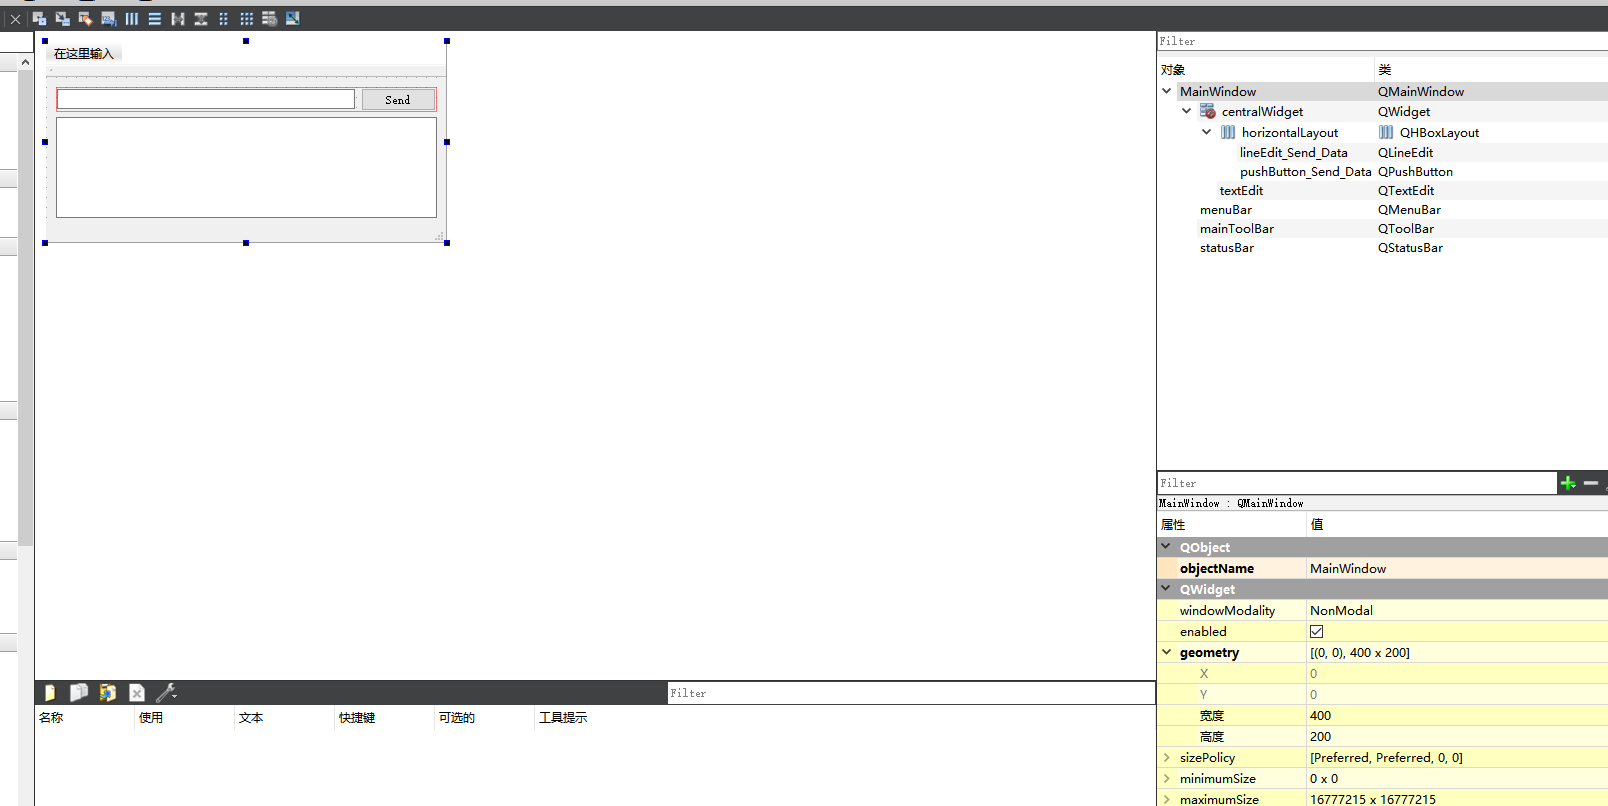 在这里输入
Send
Filter
对象 类
MainWindow QMainWindow
centralWidget QWidget
horizontalLayout QHBoxLayout
lineEdit_Send_Data QLineEdit
pushButton_Send_Data QPushButton
textEdit QTextEdit
menuBar QMenuBar
mainToolBar QToolBar
statusBar QStatusBar
Filter
MainWindow : QMainWindow
属性 值
QObject
objectName MainWindow
QWidget
windowModality NonModal
enabled
geometry [(0, 0), 400 x 200]
X 0
Y 0
宽度 400
高度 200
sizePolicy [Preferred, Preferred, 0, 0]
minimumSize 0 x 0
maximumSize 16777215 x 16777215
Filter
名称 使用 文本 快捷键 可选的 工具提示